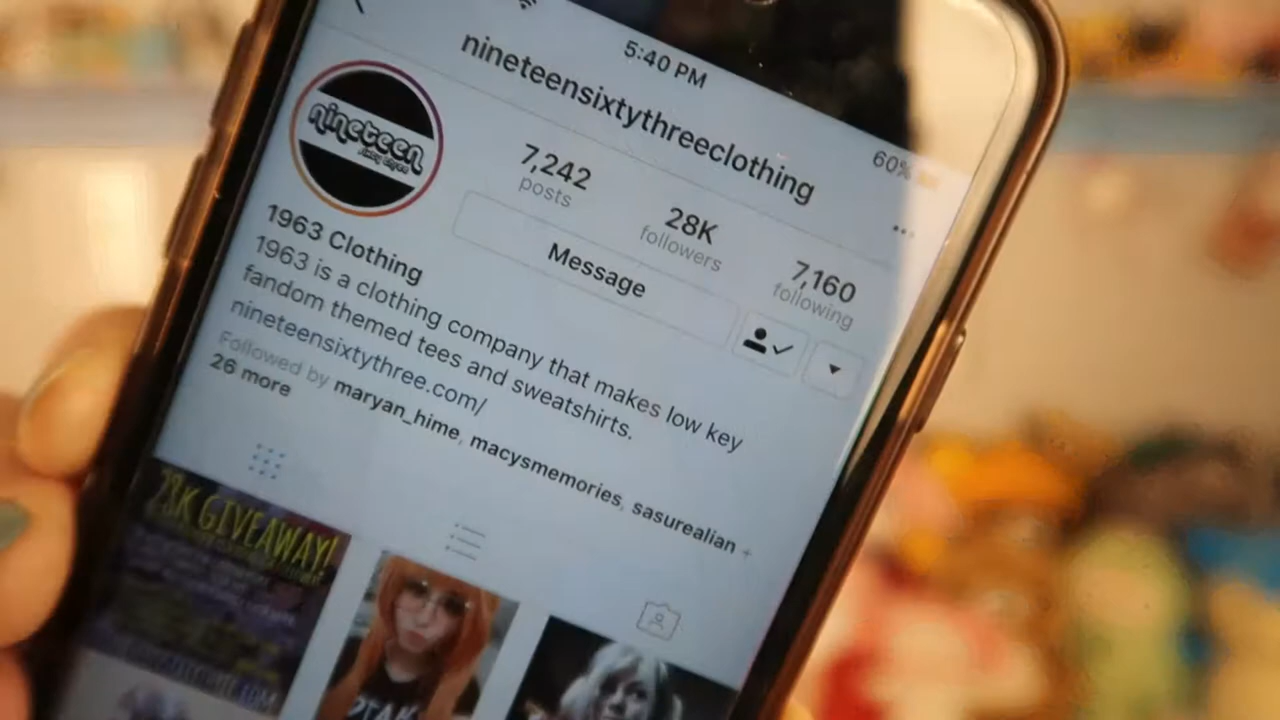 5:40 PM
60%
nineteensixtythreeclothing
nineteen
7,242
posts
28K
followers
7,160
following
Message
1963 Clothing
1963 is a clothing company that makes low key
fandom themed tees and sweatshirts.
nineteensixtythree.com/
Followed by maryan_hime, macysmemories, sasurealian +
26 more
28K GIVEAWAY!